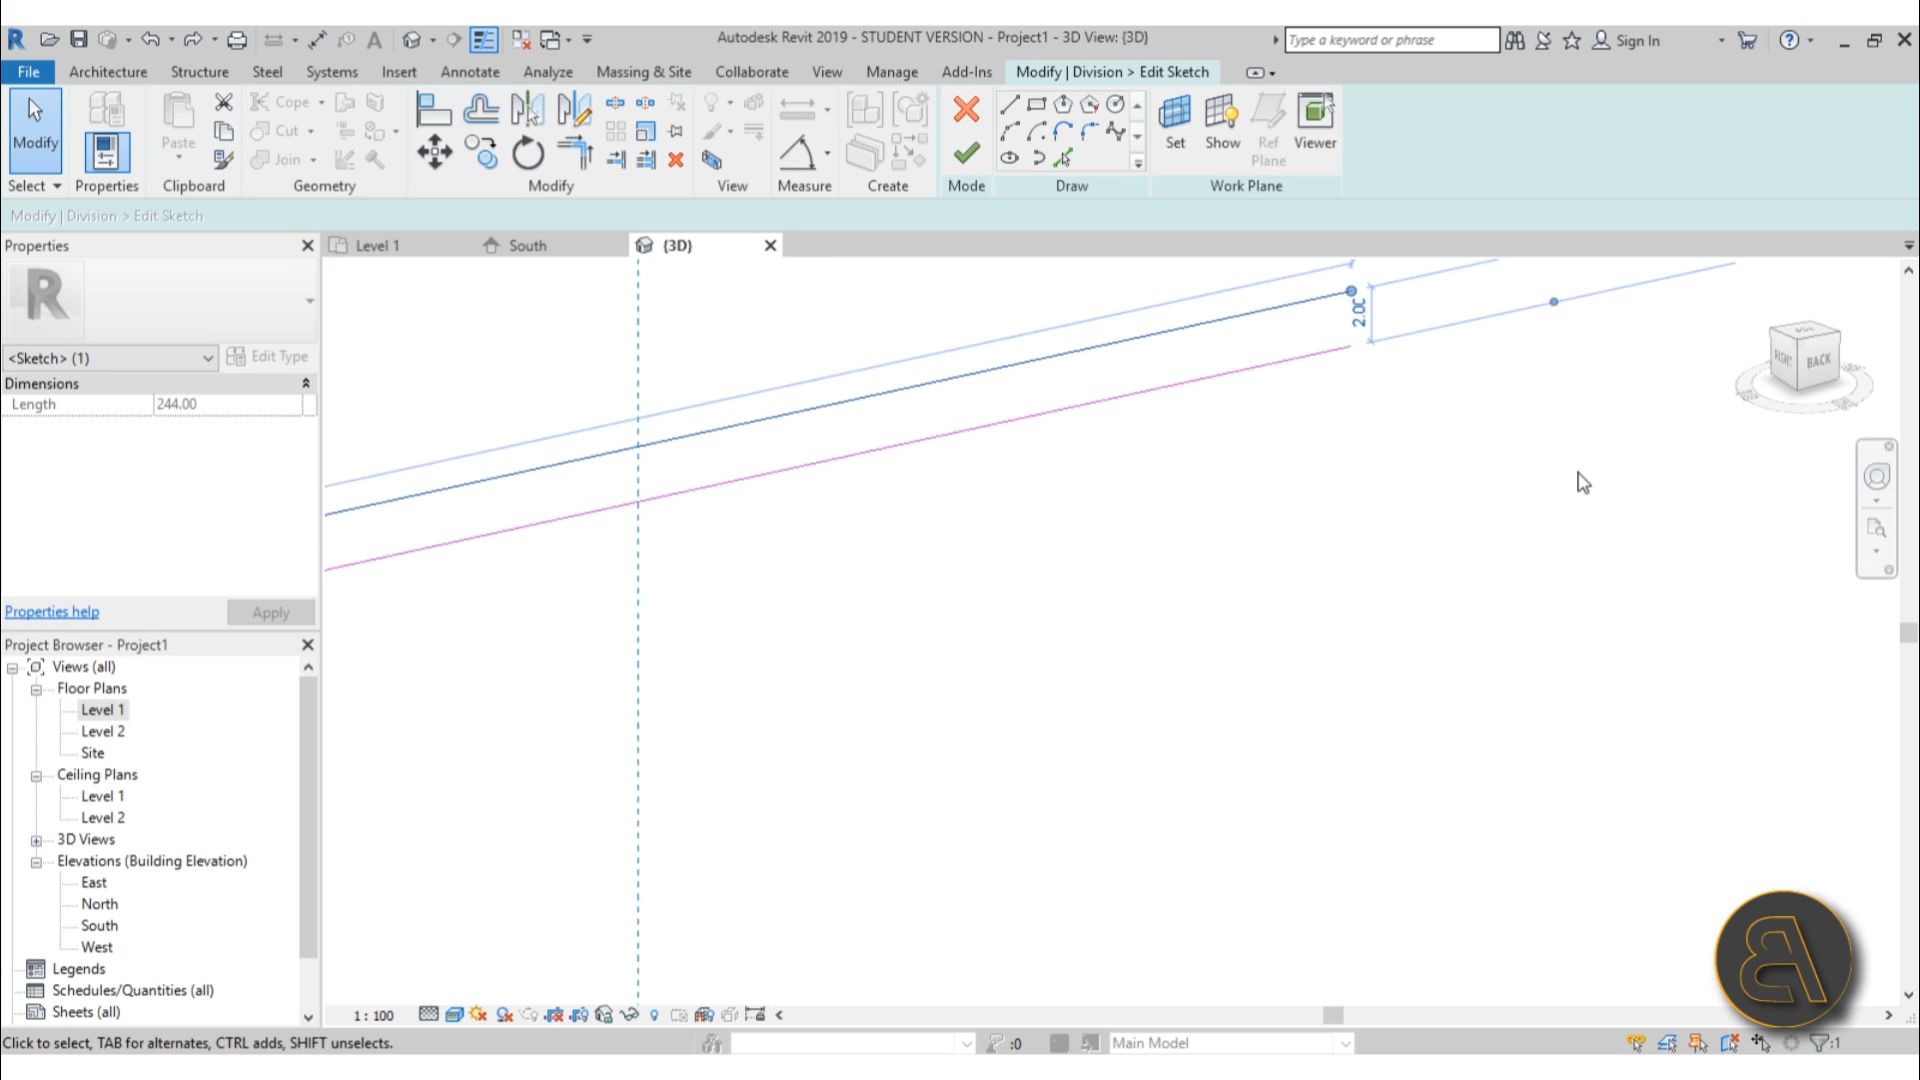 Autodesk Revit 2019 - STUDENT VERSION - Project1 - 3D View: {3D}
Type a keyword or phrase
Sign In
File Architecture Structure Steel Systems Insert Annotate Analyze Massing & Site Collaborate View Manage Add-Ins Modify | Division > Edit Sketch
Modify
Paste
Cope
Cut
Join
Set
Show
Ref
Plane
Viewer
Select Properties Clipboard Geometry Modify View Measure Create Mode Draw Work Plane
Modify | Division > Edit Sketch
Properties
Level 1
South
{3D}
R
<Sketch> (1)
Edit Type
Dimensions
Length 244.00
Properties help
Apply
Project Browser - Project1
Views (all)
Floor Plans
Level 1
Level 2
Site
Ceiling Plans
Level 1
Level 2
3D Views
Elevations (Building Elevation)
East
North
South
West
Legends
Schedules/Quantities (all)
Sheets (all)
2.00
BACK
1 : 100
Click to select, TAB for alternates, CTRL adds, SHIFT unselects.
:0
Main Model
:1